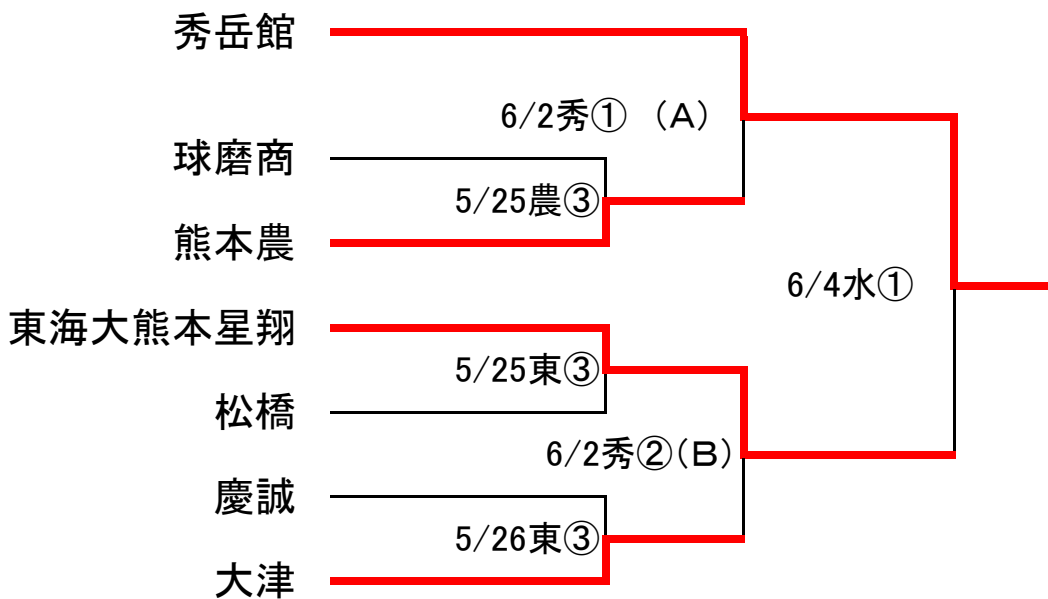 秀岳館
6/2秀① （A）
球磨商
5/25農③
熊本農
6/4水①
東海大熊本星翔
5/25東③
松橋
6/2秀②(B)
慶誠
5/26東③
大津